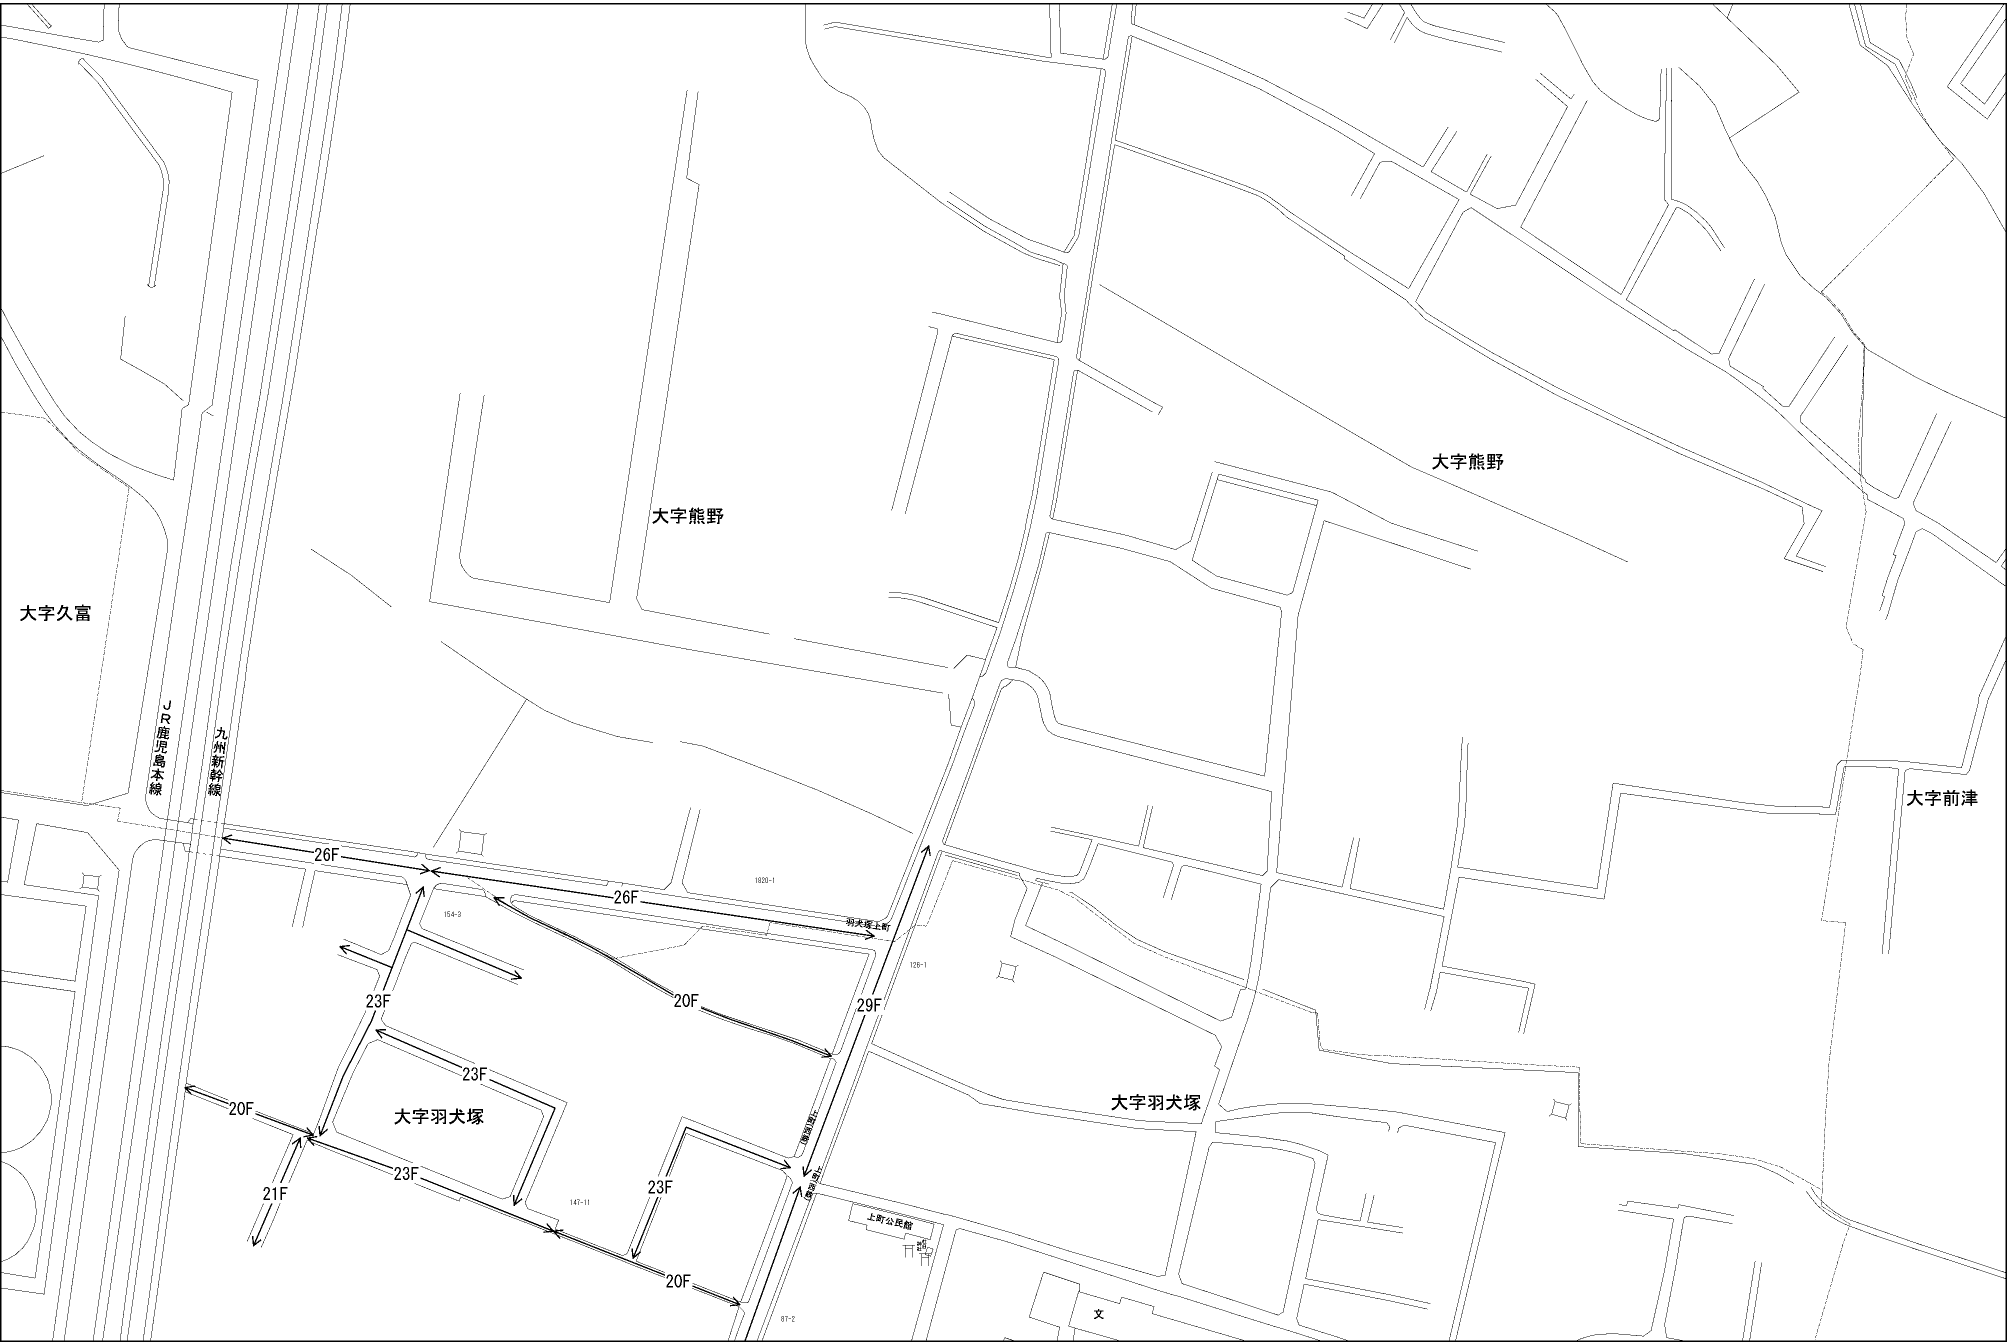 大字熊野
大字熊野
大字久富
JR鹿児島本線
九州新幹線
大字前津
26F
26F
1820-1
154-3
羽犬塚上町
126-1
23F
20F
29F
23F
20F
大字羽犬塚
大字羽犬塚
23F
23F
21F
147-11
上町公民館
20F
87-2
文